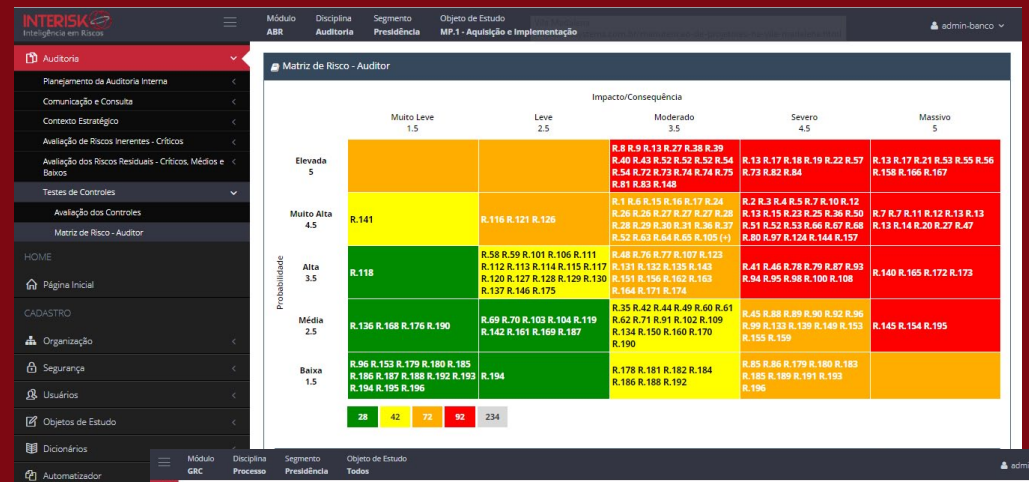 INTERISK
Inteligência em Riscos
Módulo Disciplina Segmento Objeto de Estudo
ABR Auditoria Presidência MP.1 - Aquisição e Implementação
admin-banco
Auditoria
Planejamento da Auditoria Interna
Comunicação e Consulta
Contexto Estratégico
Avaliação de Riscos Inerentes - Críticos
Avaliação dos Riscos Residuais - Críticos, Médios e
Baixos
Testes de Controles
Avaliação dos Controles
Matriz de Risco - Auditor
HOME
Página Inicial
CADASTRO
Organização
Segurança
Usuários
Objetos de Estudo
Dicionários
Automatizador
Matriz de Risco - Auditor
Impacto/Consequência
Muito Leve Leve Moderado Severo Massivo
1.5 2.5 3.5 4.5 5
Probabilidade
Elevada
5
R.8 R.9 R.13 R.27 R.38 R.39
R.40 R.43 R.52 R.52 R.52 R.54
R.54 R.72 R.73 R.74 R.74 R.75
R.81 R.83 R.148
R.13 R.17 R.18 R.19 R.22 R.57
R.73 R.82 R.84
R.13 R.17 R.21 R.53 R.55 R.56
R.158 R.166 R.167
Muito Alta
4.5
R.141
R.116 R.121 R.126
R.1 R.6 R.15 R.16 R.17 R.24
R.26 R.26 R.27 R.27 R.27 R.28
R.28 R.29 R.30 R.31 R.36 R.37
R.52 R.63 R.64 R.65 R.105 (+)
R.2 R.3 R.4 R.5 R.7 R.10 R.12
R.13 R.15 R.23 R.25 R.36 R.50
R.51 R.52 R.53 R.66 R.67 R.68
R.80 R.97 R.124 R.144 R.157
R.7 R.7 R.11 R.12 R.13 R.13
R.13 R.14 R.20 R.27 R.47
Alta
3.5
R.118
R.58 R.59 R.101 R.106 R.111
R.112 R.113 R.114 R.115 R.117
R.120 R.127 R.128 R.129 R.130
R.137 R.146 R.175
R.48 R.76 R.77 R.107 R.123
R.131 R.132 R.135 R.143
R.151 R.156 R.162 R.163
R.164 R.171 R.174
R.41 R.46 R.78 R.79 R.87 R.93
R.94 R.95 R.98 R.100 R.108
R.140 R.165 R.172 R.173
Média
2.5
R.136 R.168 R.176 R.190
R.69 R.70 R.103 R.104 R.119
R.142 R.161 R.169 R.187
R.35 R.42 R.44 R.49 R.60 R.61
R.62 R.71 R.91 R.102 R.109
R.134 R.150 R.160 R.170
R.190
R.45 R.88 R.89 R.90 R.92 R.96
R.99 R.133 R.139 R.149 R.153
R.155 R.159
R.145 R.154 R.195
Baixa
1.5
R.96 R.153 R.179 R.180 R.185
R.186 R.187 R.188 R.192 R.193
R.194 R.195 R.196
R.194
R.178 R.181 R.182 R.184
R.186 R.188 R.192
R.85 R.86 R.179 R.180 R.183
R.185 R.189 R.191 R.193
R.196
28 42 72 92 234
Módulo Disciplina Segmento Objeto de Estudo
GRC Processo Presidência Todos